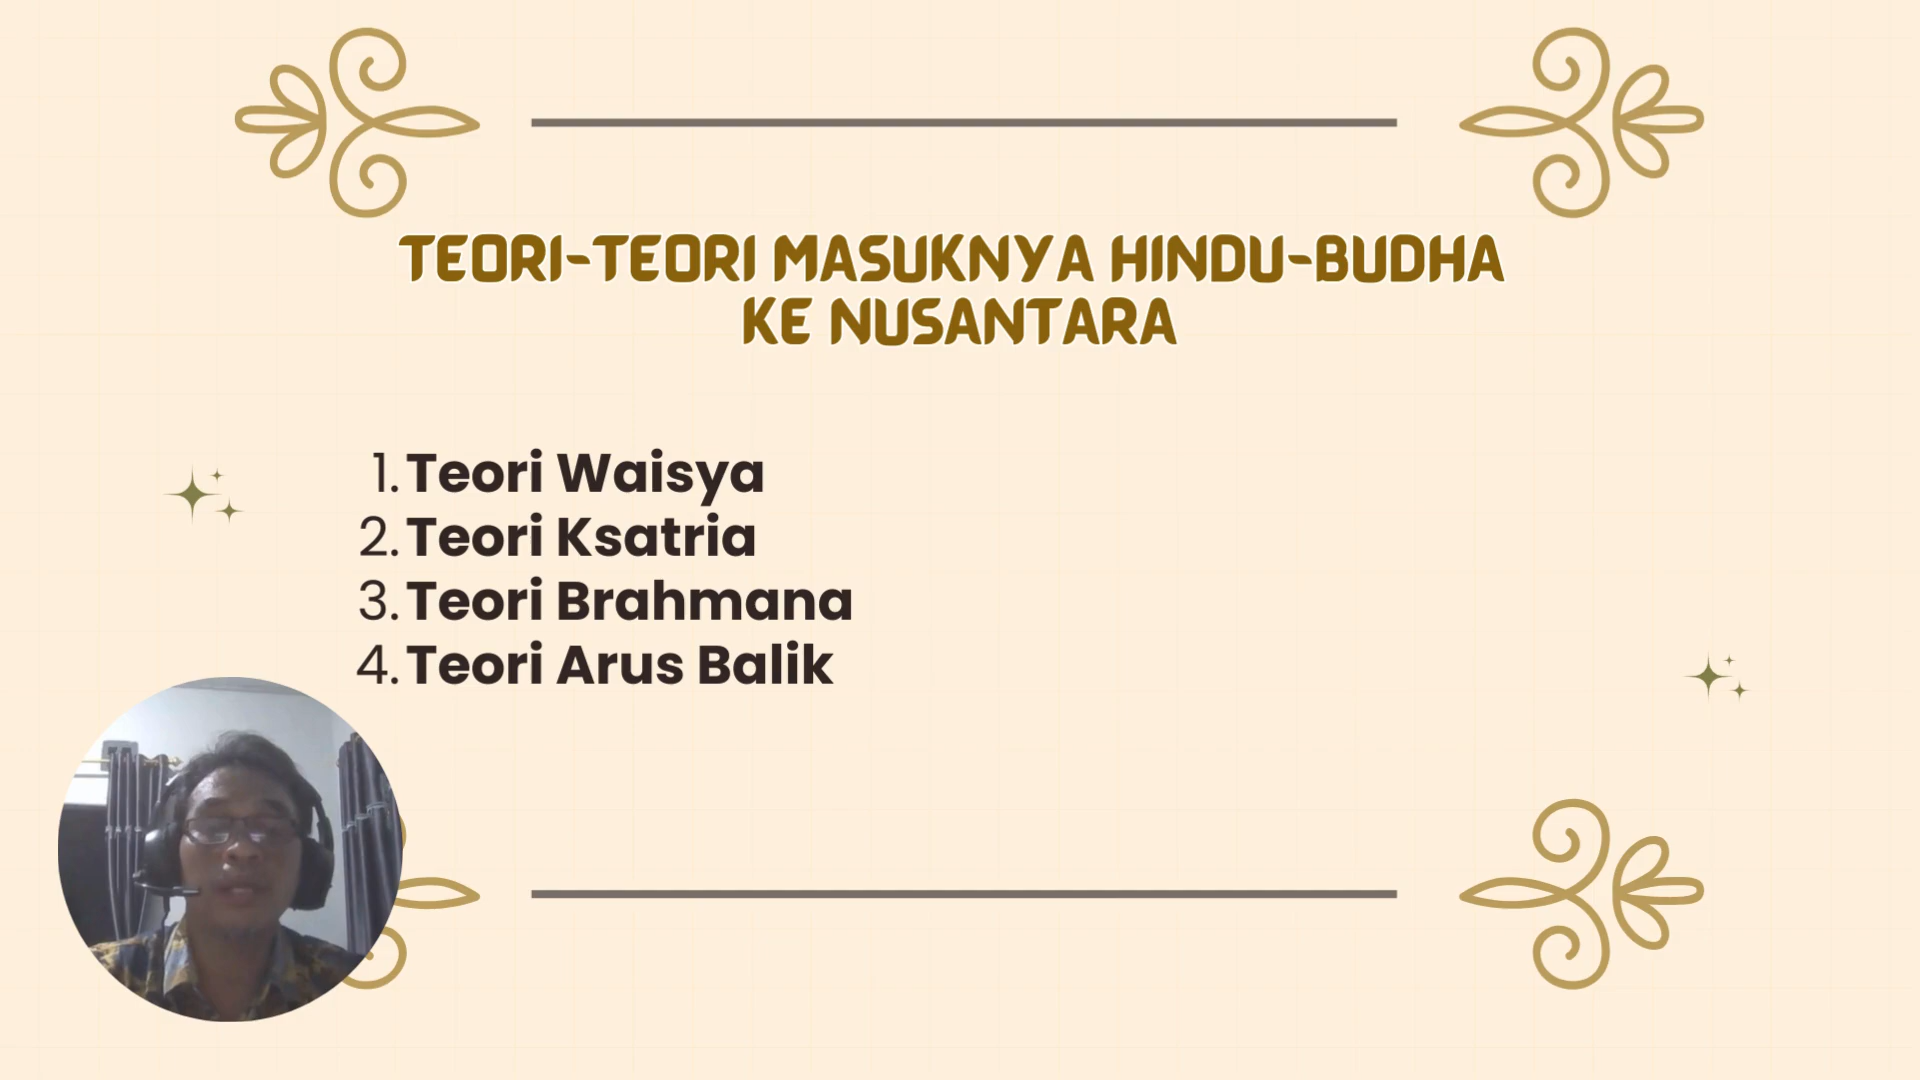 TEORI-TEORI MASUKNYA HINDU-BUDHA
KE NUSANTARA
1. Teori Waisya
2. Teori Ksatria
3. Teori Brahmana
4. Teori Arus Balik